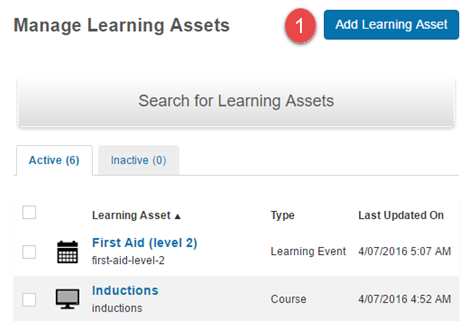 Manage Learning Assets 1 Add Learning Asset
Search for Learning Assets
Active (6) Inactive (0)
Learning Asset ▲ Type Last Updated On
First Aid (level 2) Learning Event 4/07/2016 5:07 AM
first-aid-level-2
Inductions Course 4/07/2016 4:52 AM
inductions